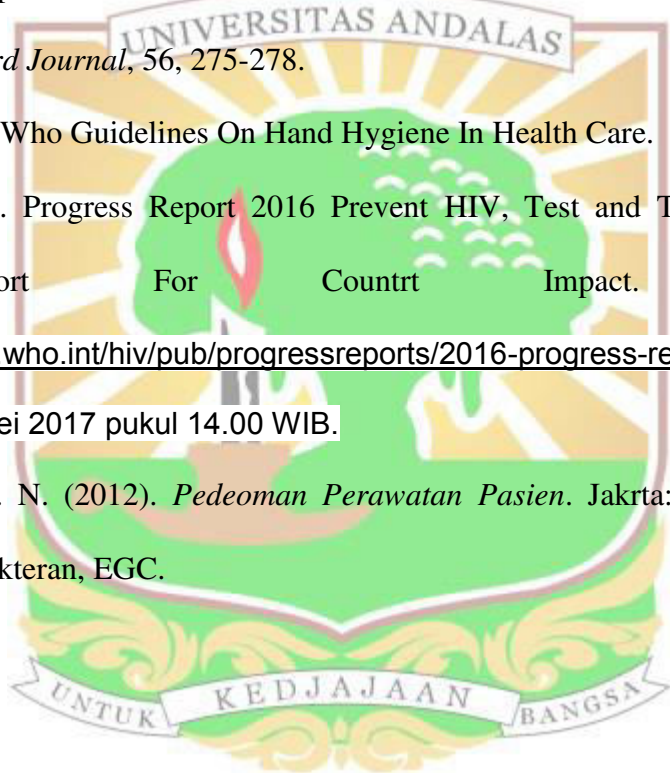 UNIVERSITAS ANDALAS
rd Journal, 56, 275-278.
Who Guidelines On Hand Hygiene In Health Care.
. Progress Report 2016 Prevent HIV, Test and T
ort For Countrt Impact.
.who.int/hiv/pub/progressreports/2016-progress-re
ei 2017 pukul 14.00 WIB.
. N. (2012). Pedeoman Perawatan Pasien. Jakrta:
kteran, EGC.
UNTUK KEDJAJAAN BANGSA